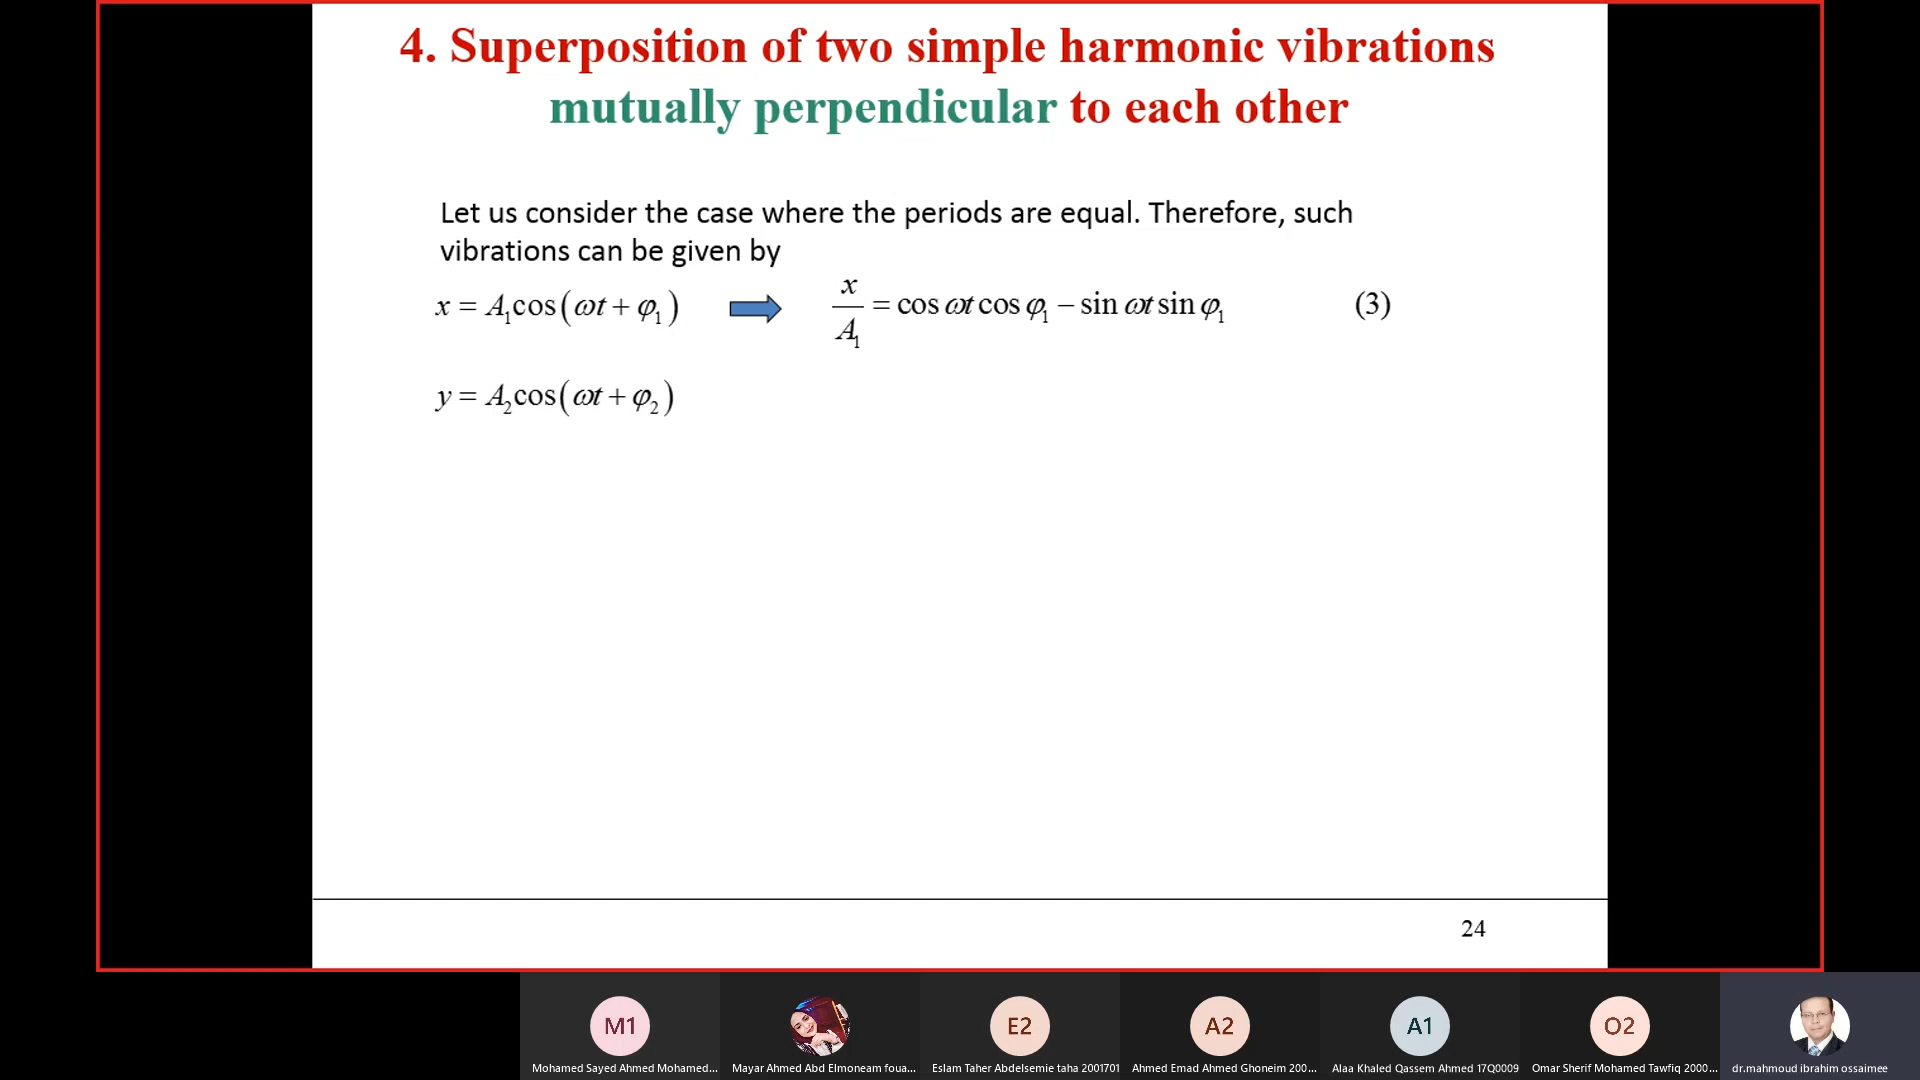 4. Superposition of two simple harmonic vibrations
mutually perpendicular to each other
Let us consider the case where the periods are equal. Therefore, such
vibrations can be given by
x = A₁cos(ωt + φ₁) x/A₁ = cos ωt cos φ₁ − sin ωt sin φ₁ (3)
y = A₂cos(ωt + φ₂)
24
M1 E2 A2 A1 O2
Mohamed Sayed Ahmed Mohamed... Mayar Ahmed Abd Elmoneam foua... Eslam Taher Abdelsemie taha 2001701 Ahmed Emad Ahmed Ghoneim 200... Alaa Khaled Qassem Ahmed 17Q0009 Omar Sherif Mohamed Tawfiq 2000... dr.mahmoud ibrahim ossaimee